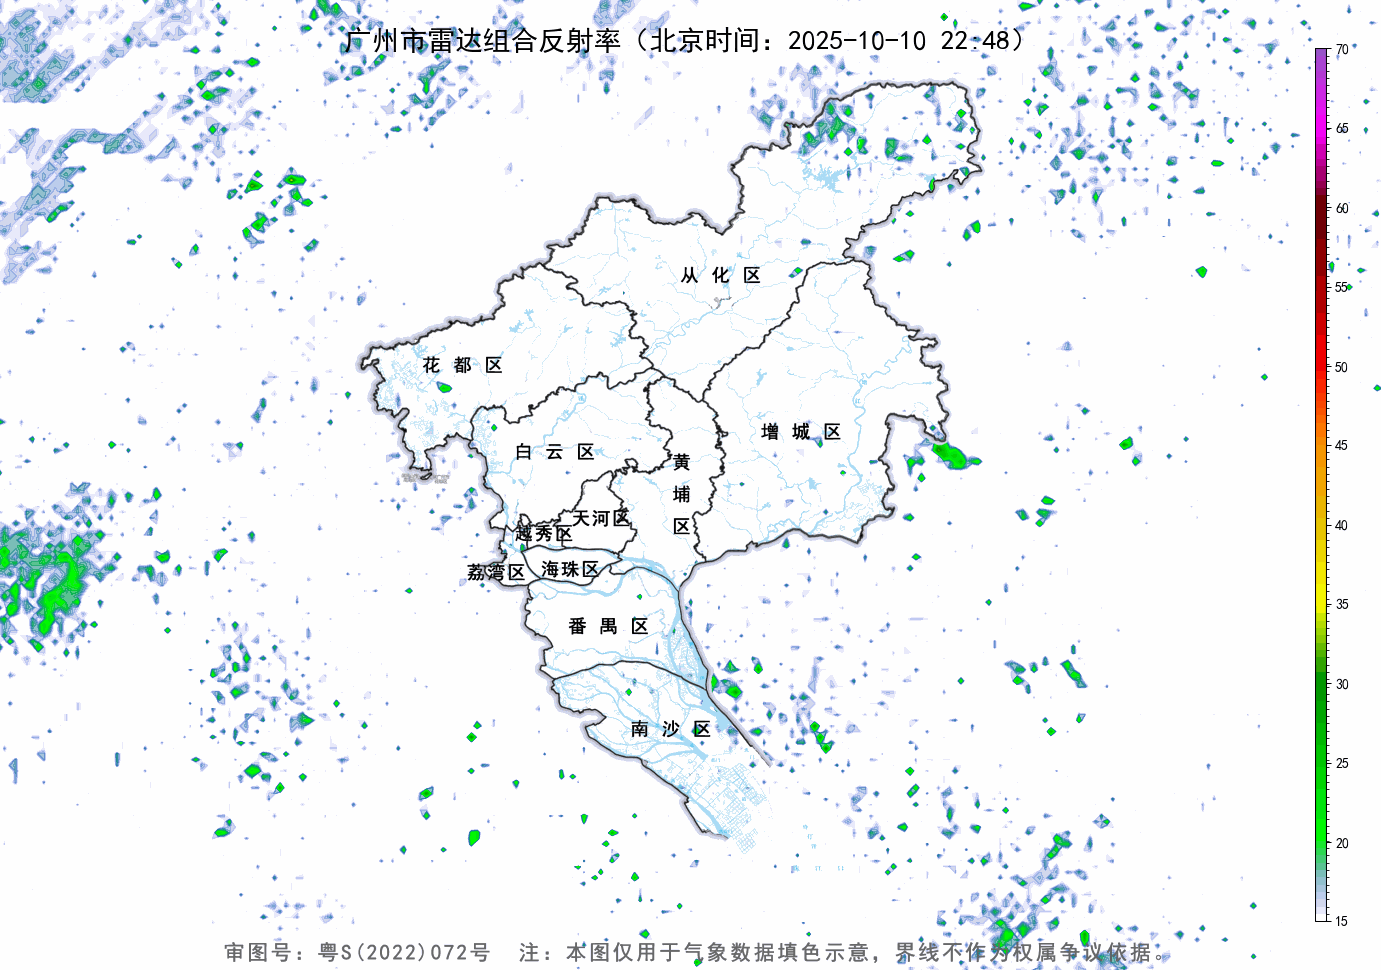 广州市雷达组合反射率（北京时间：2025-10-10 22:48）
70
65
60
55
50
45
40
35
30
25
20
15
从化区
花都区
增城区
白云区
黄埔区
天河区
越秀区
海珠区
荔湾区
番禺区
南沙区
审图号：粤S(2022)072号 注：本图仅用于气象数据填色示意，界线不作为权属争议依据。